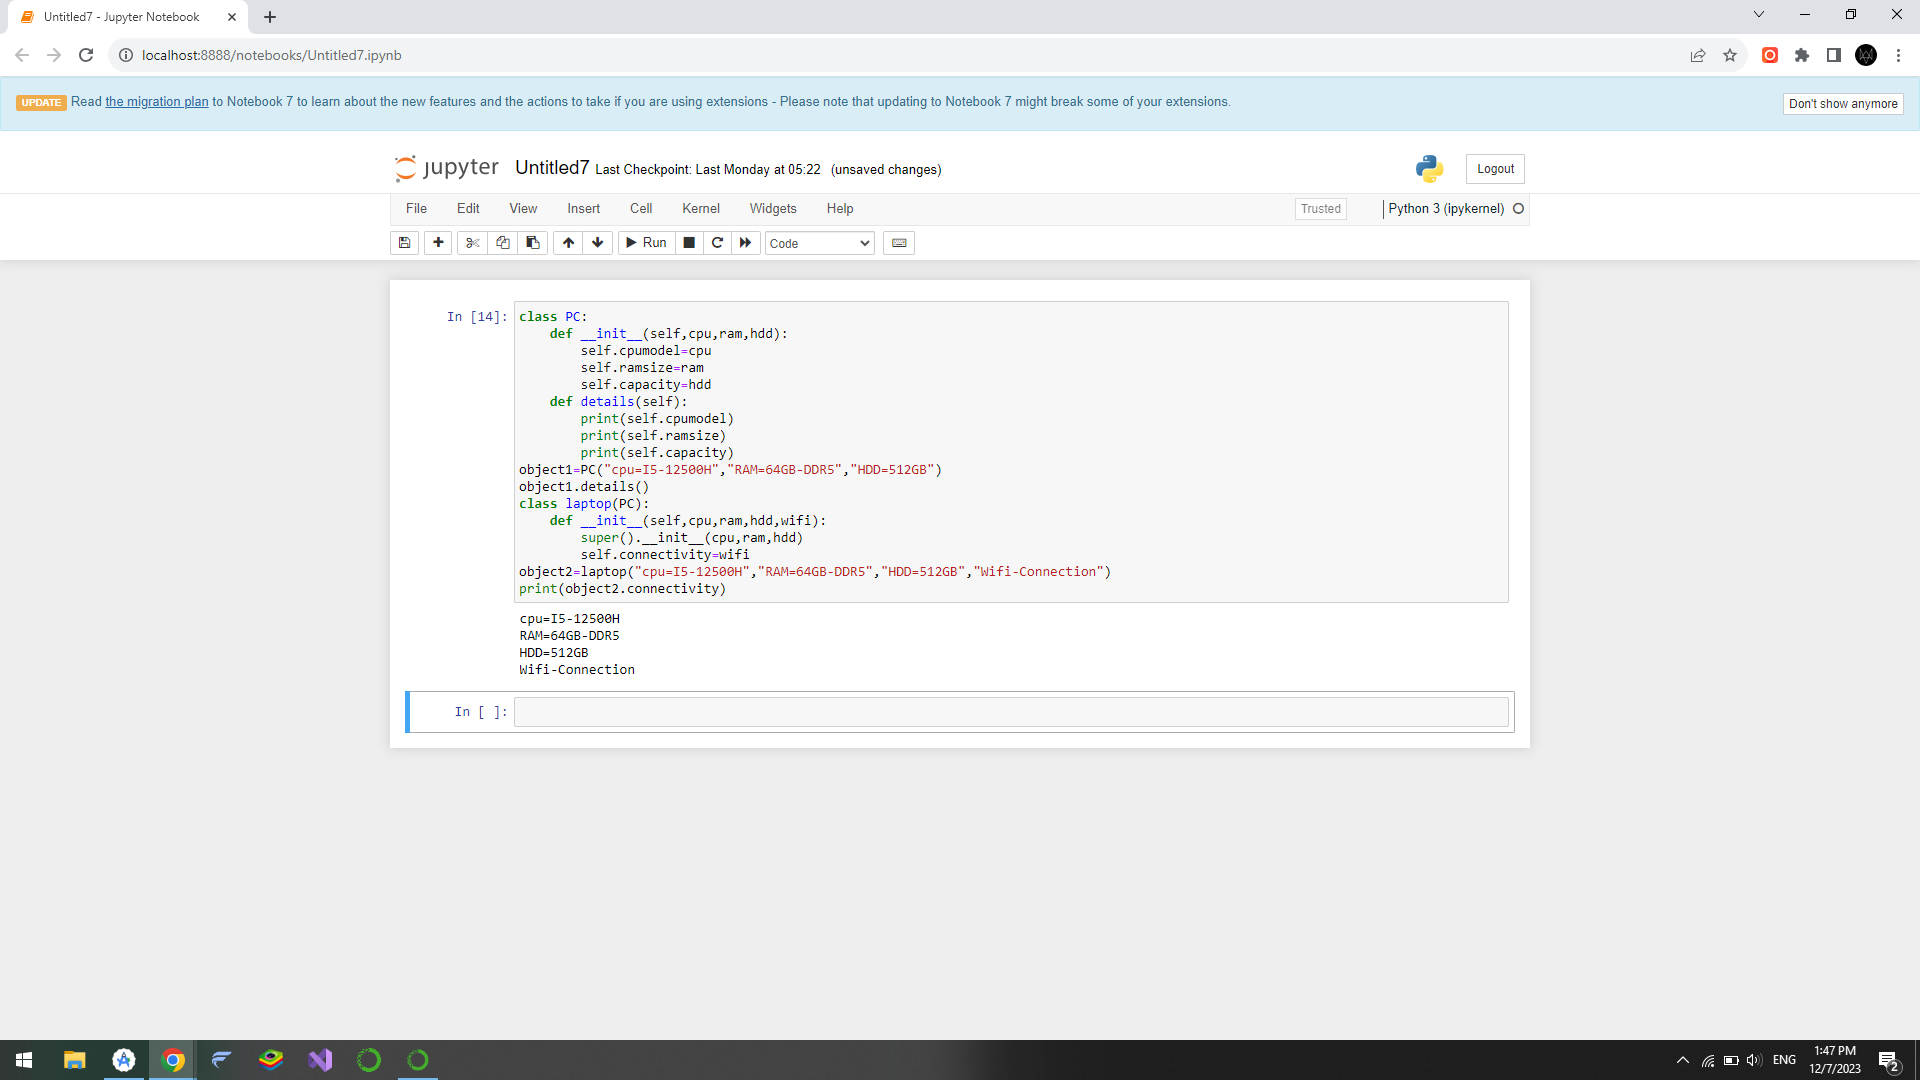 Untitled7 - Jupyter Notebook
localhost:8888/notebooks/Untitled7.ipynb
UPDATE Read the migration plan to Notebook 7 to learn about the new features and the actions to take if you are using extensions - Please note that updating to Notebook 7 might break some of your extensions.
Don't show anymore
jupyter Untitled7 Last Checkpoint: Last Monday at 05:22 (unsaved changes)
Logout
File Edit View Insert Cell Kernel Widgets Help
Trusted
Python 3 (ipykernel)
Run
Code
In [14]:
class PC:
    def __init__(self,cpu,ram,hdd):
        self.cpumodel=cpu
        self.ramsize=ram
        self.capacity=hdd
    def details(self):
        print(self.cpumodel)
        print(self.ramsize)
        print(self.capacity)
object1=PC("cpu=I5-12500H","RAM=64GB-DDR5","HDD=512GB")
object1.details()
class laptop(PC):
    def __init__(self,cpu,ram,hdd,wifi):
        super().__init__(cpu,ram,hdd)
        self.connectivity=wifi
object2=laptop("cpu=I5-12500H","RAM=64GB-DDR5","HDD=512GB","Wifi-Connection")
print(object2.connectivity)
cpu=I5-12500H
RAM=64GB-DDR5
HDD=512GB
Wifi-Connection
In [ ]:
ENG
1:47 PM
12/7/2023
2